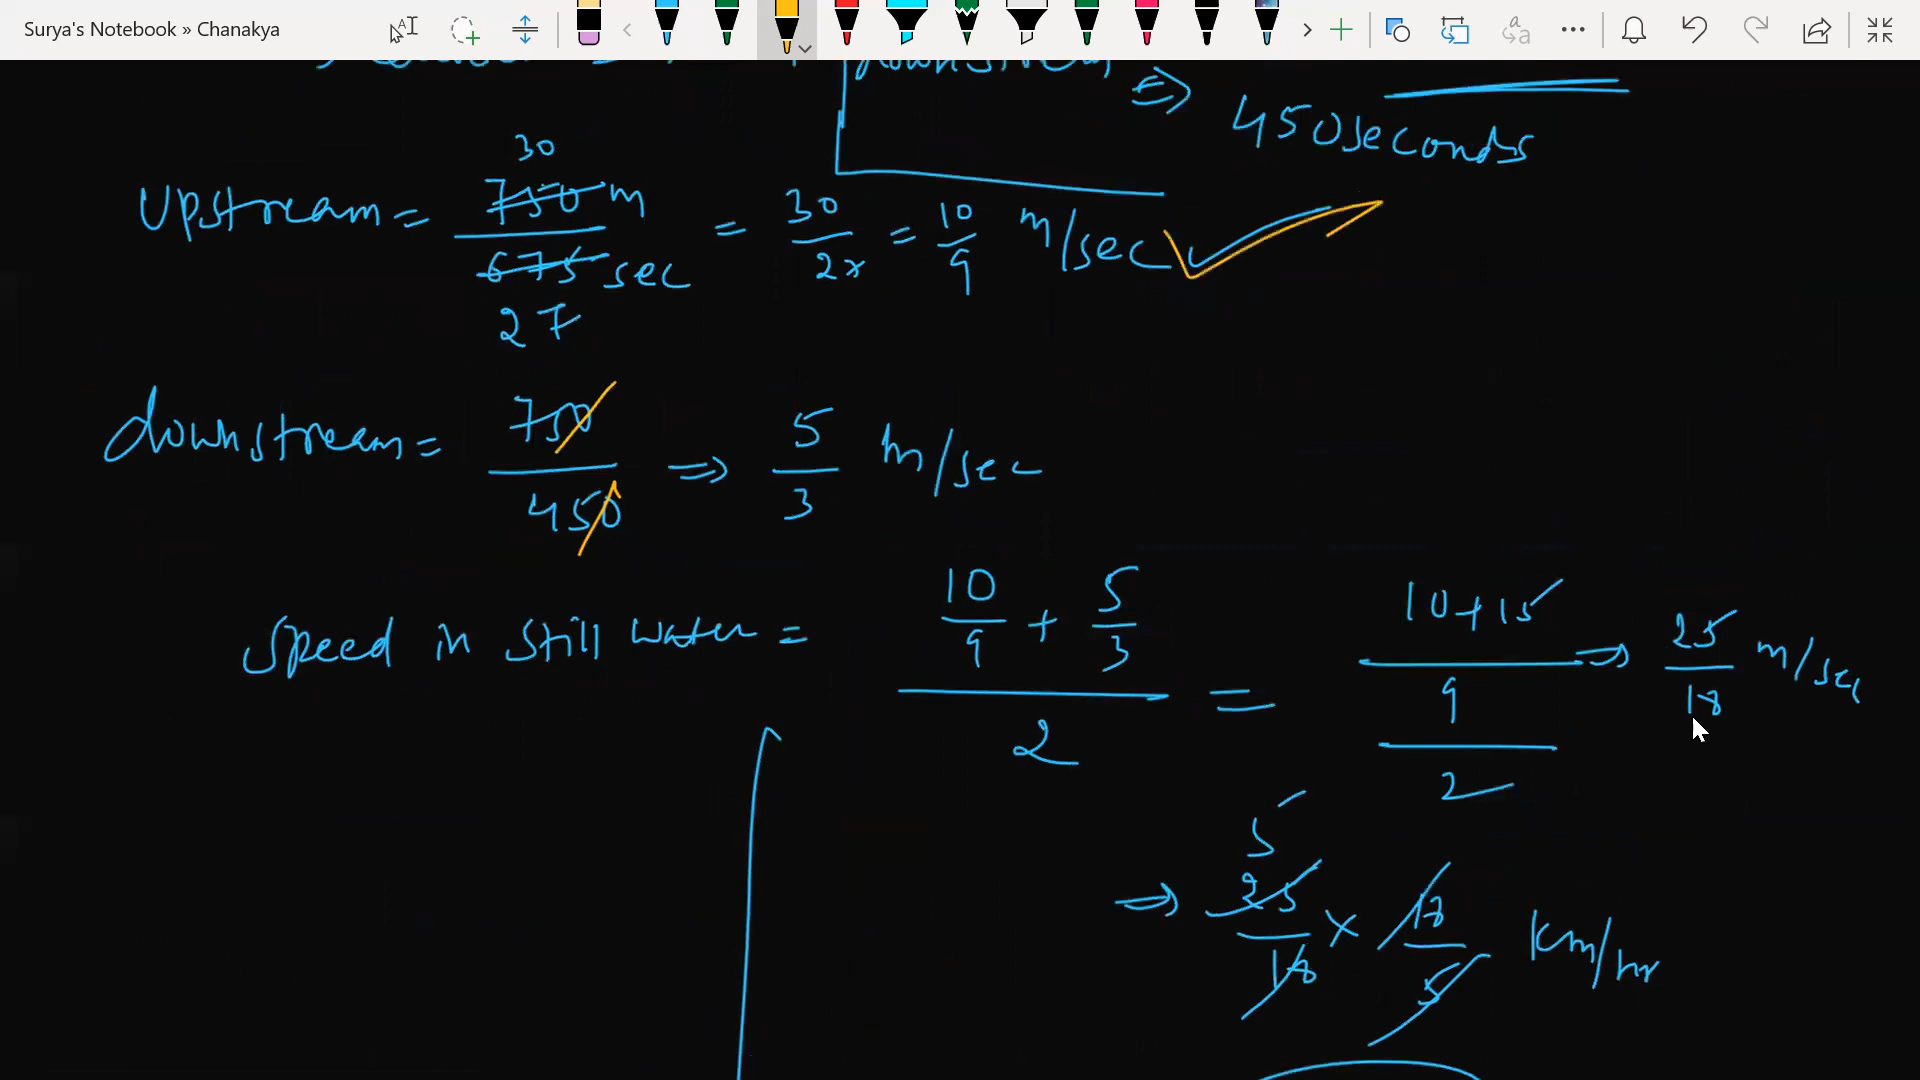 Surya's Notebook » Chanakya
downstream ⇒
450seconds
30
Upstream = 750 m / 675 sec = 30/27 = 10/9 m/sec
27
downstream = 750/450 ⇒ 5/3 m/sec
Speed in still water = (10/9 + 5/3)/2 = ((10+15)/9)/2 ⇒ 25/18 m/sec
5
⇒ 25/18 × 18/5 km/hr